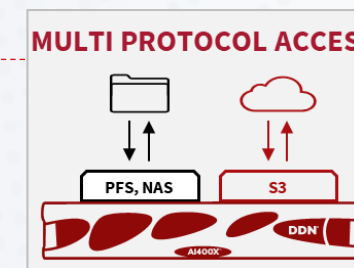 MULTI PROTOCOL ACCES
PFS, NAS
S3
DDN
AI400X